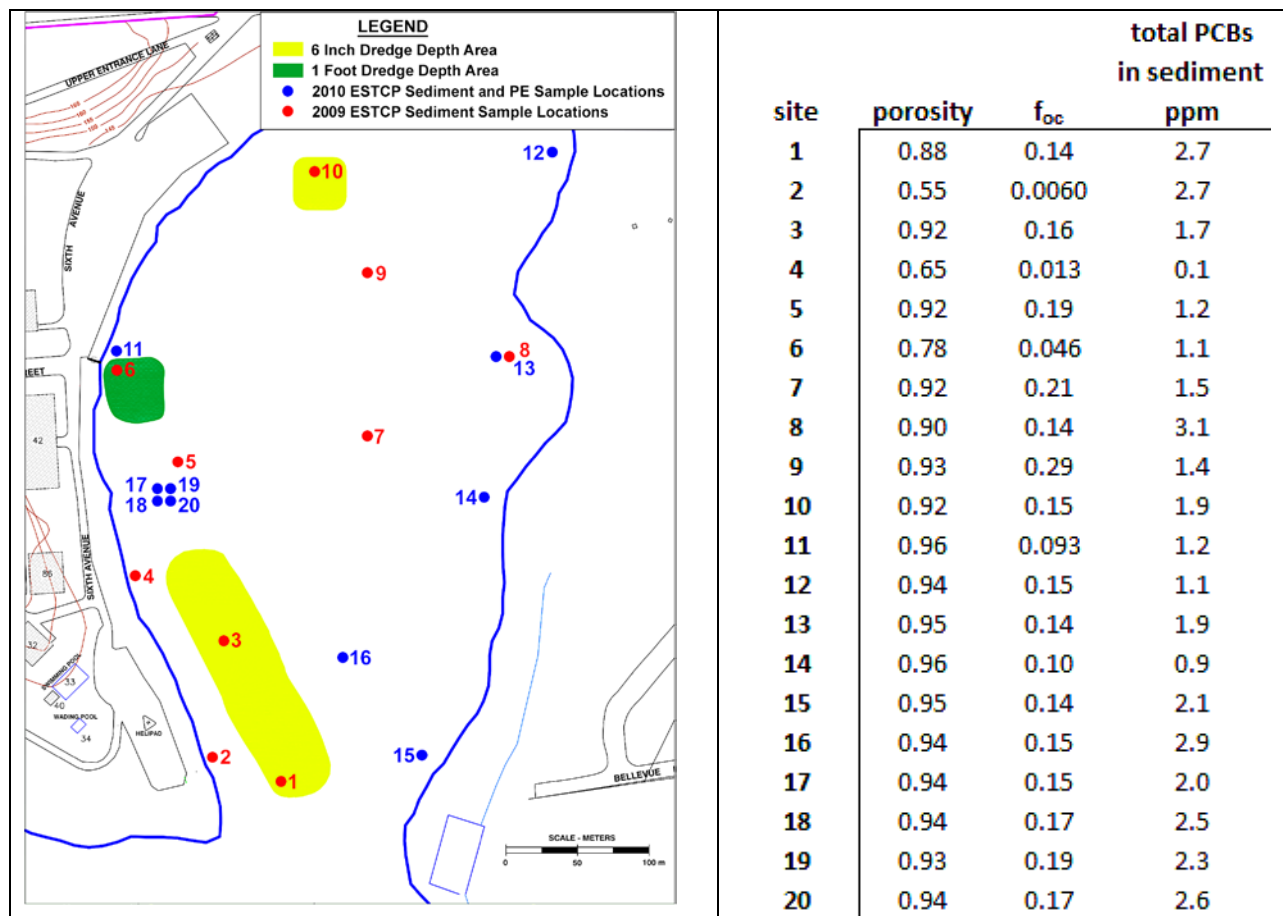 LEGEND
6 Inch Dredge Depth Area
1 Foot Dredge Depth Area
2010 ESTCP Sediment and PE Sample Locations
2009 ESTCP Sediment Sample Locations
UPPER ENTRANCE LANE
165
160
155
150
145
SIXTH AVENUE
12
10
9
11
6
8
13
REET
42
7
5
17 19
18 20
14
4
86
SIXTH AVENUE
32
3
16
SWIMMING POOL
33
40
WADING POOL
34
HELIPAD
2
1
15
BELLEVUE
SCALE - METERS
0 50 100 m
total PCBs
in sediment
site porosity foc ppm
1 0.88 0.14 2.7
2 0.55 0.0060 2.7
3 0.92 0.16 1.7
4 0.65 0.013 0.1
5 0.92 0.19 1.2
6 0.78 0.046 1.1
7 0.92 0.21 1.5
8 0.90 0.14 3.1
9 0.93 0.29 1.4
10 0.92 0.15 1.9
11 0.96 0.093 1.2
12 0.94 0.15 1.1
13 0.95 0.14 1.9
14 0.96 0.10 0.9
15 0.95 0.14 2.1
16 0.94 0.15 2.9
17 0.94 0.15 2.0
18 0.94 0.17 2.5
19 0.93 0.19 2.3
20 0.94 0.17 2.6